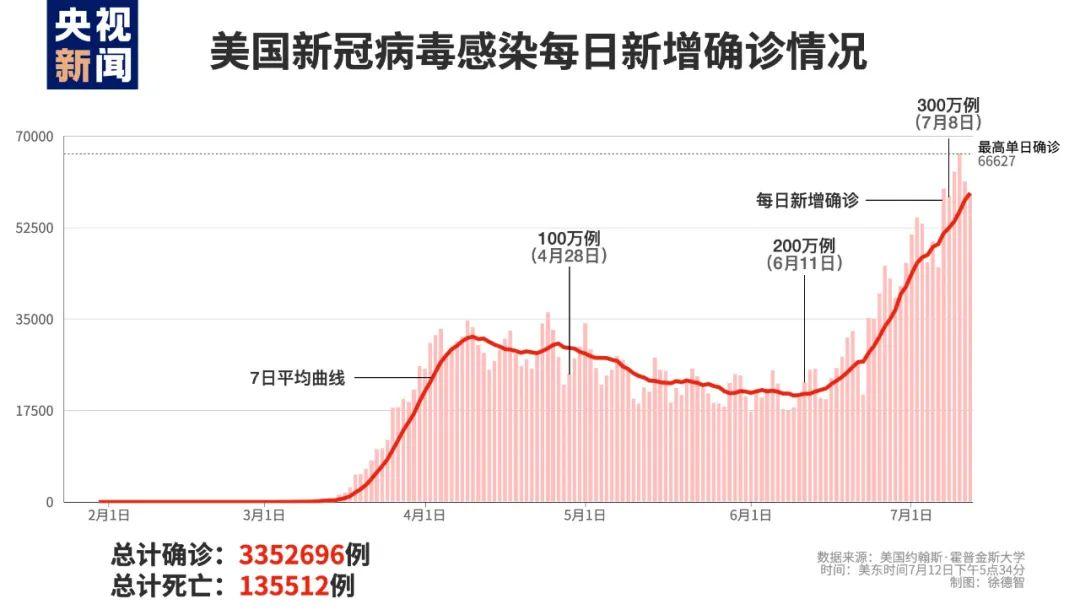 央视
新闻
美国新冠病毒感染每日新增确诊情况
300万例
（7月8日）
70000
最高单日确诊
66627
每日新增确诊
52500
100万例
（4月28日）
200万例
（6月11日）
35000
7日平均曲线
17500
0
2月1日
3月1日
4月1日
5月1日
6月1日
7月1日
总计确诊：3352696例
总计死亡：135512例
数据来源：美国约翰斯·霍普金斯大学
时间：美东时间7月12日下午5点34分
制图：徐德智